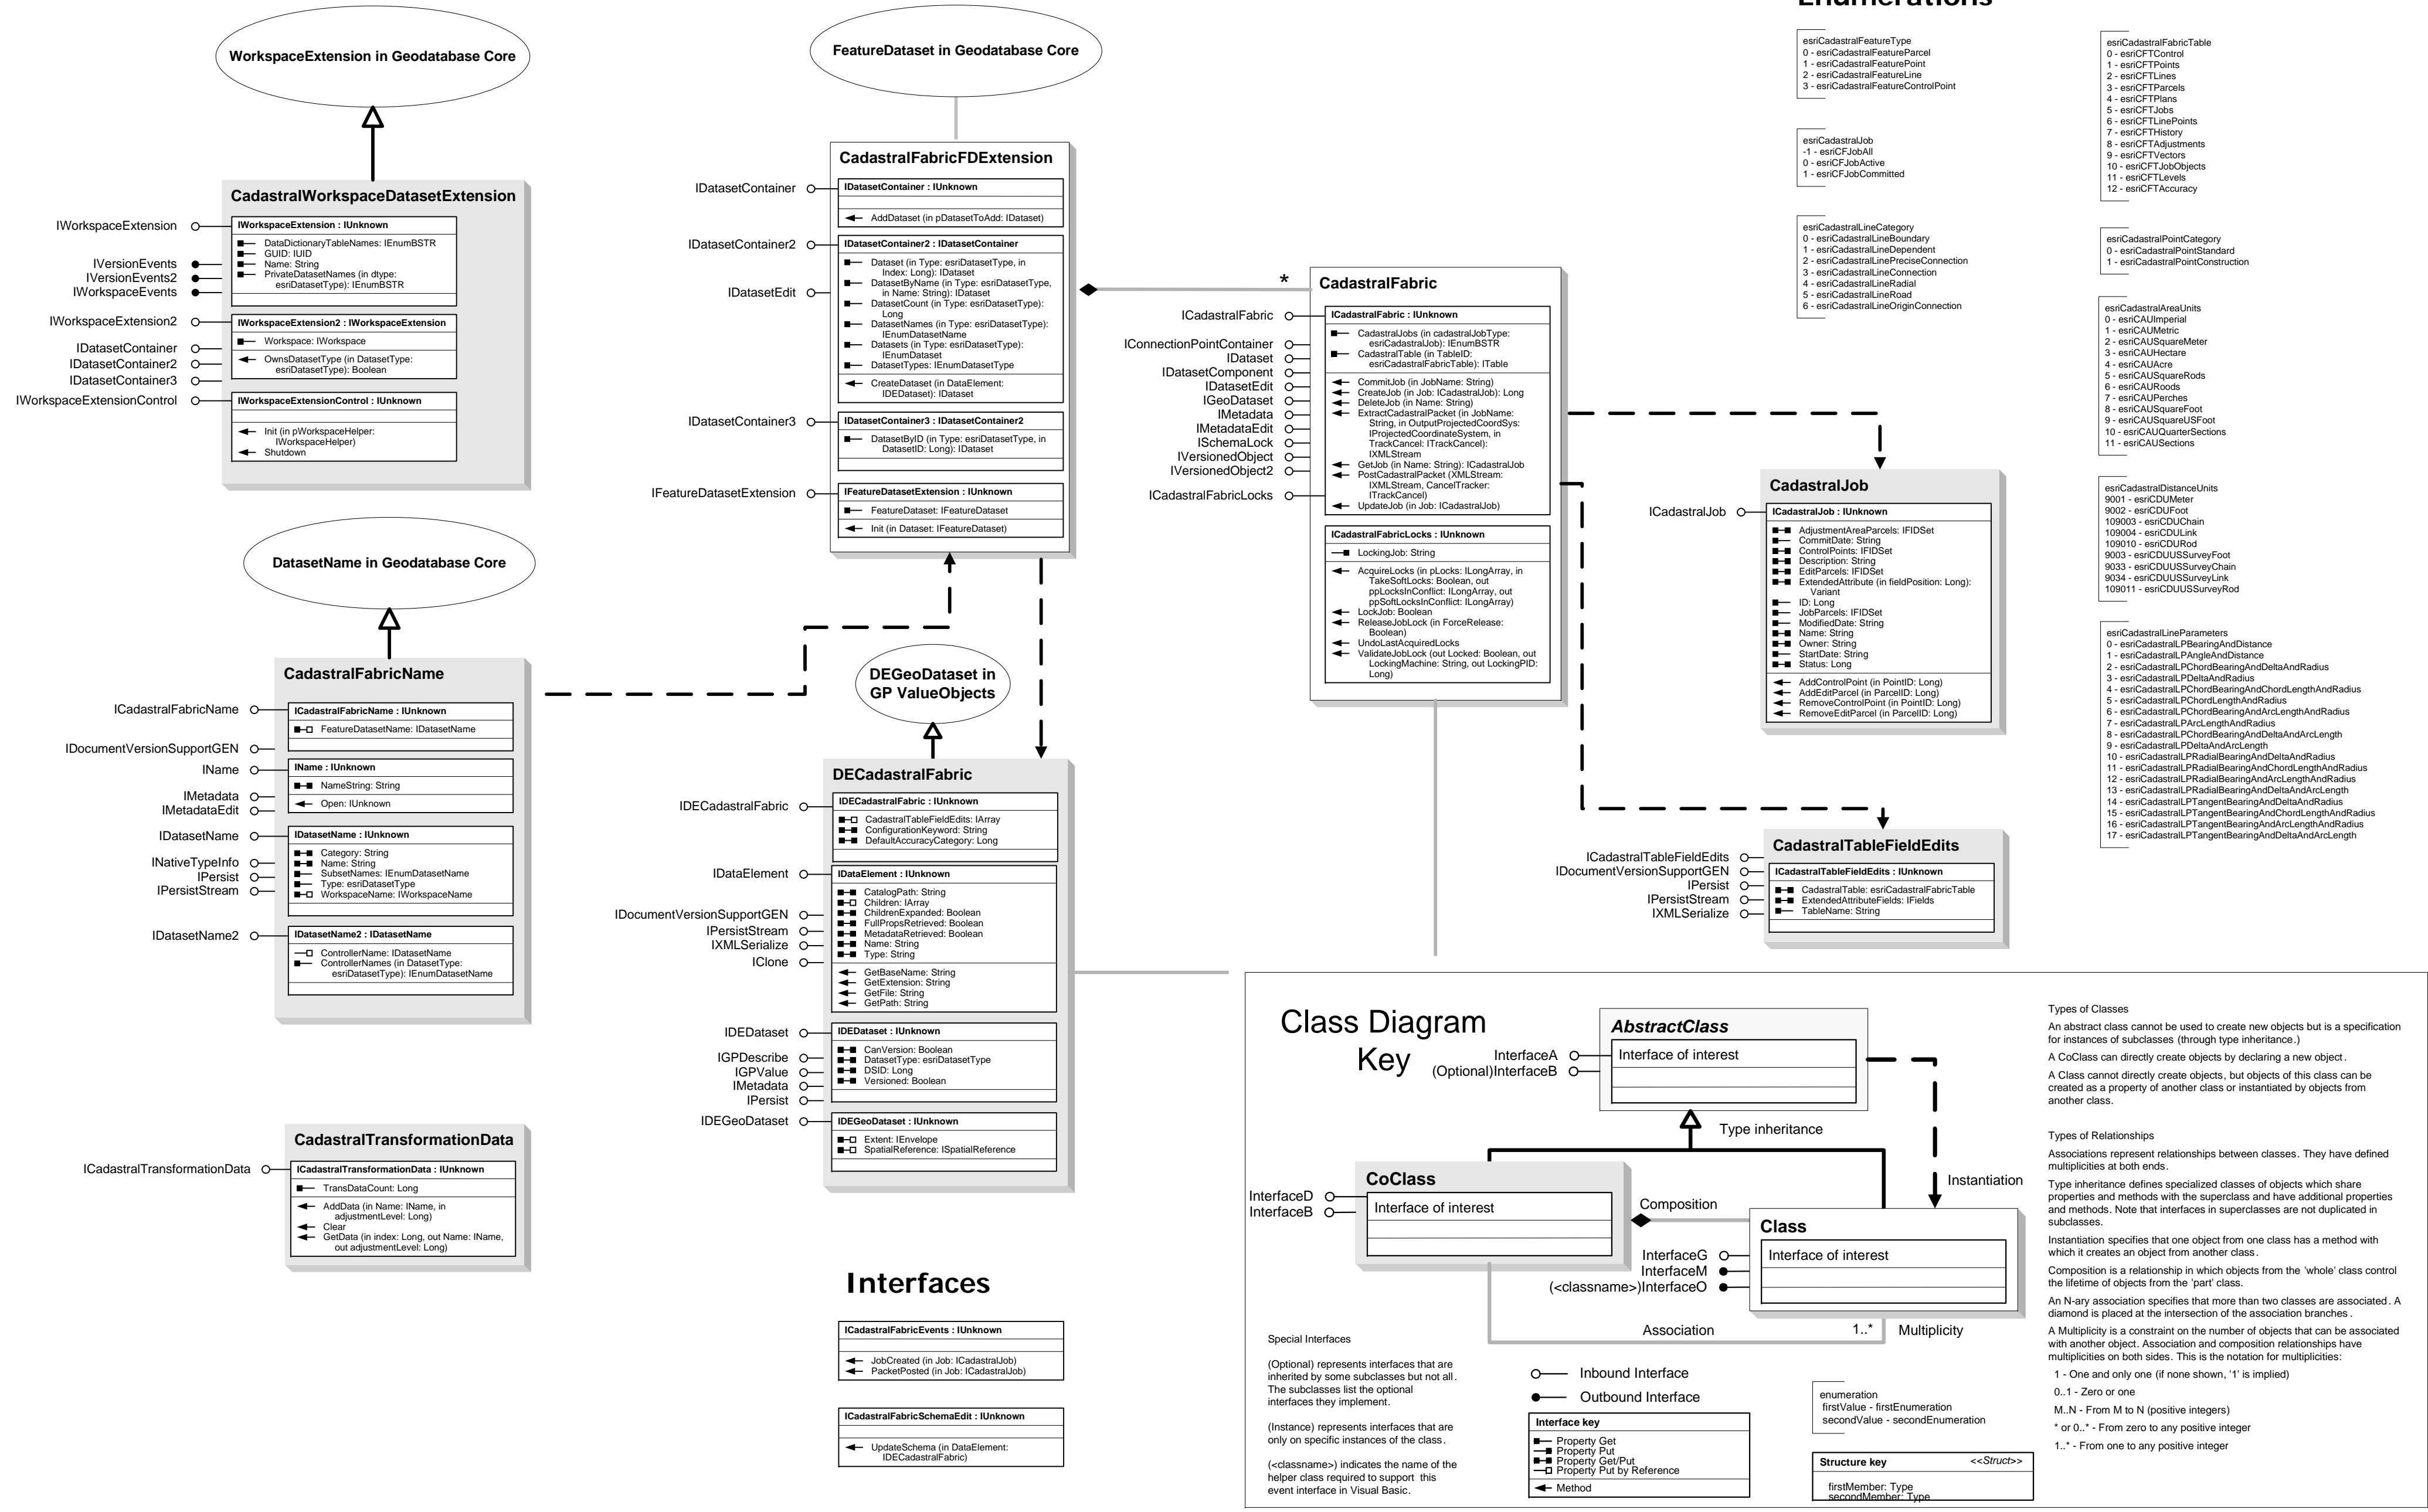 WorkspaceExtension in Geodatabase Core
CadastralWorkspaceDatasetExtension
IWorkspaceExtension
IVersionEvents
IVersionEvents2
IWorkspaceEvents
IWorkspaceExtension2
IDatasetContainer
IDatasetContainer2
IDatasetContainer3
IWorkspaceExtensionControl
IWorkspaceExtension : IUnknown
DataDictionaryTableNames: IEnumBSTR
GUID: IUID
Name: String
PrivateDatasetNames (in dtype:
esriDatasetType): IEnumBSTR
IWorkspaceExtension2 : IWorkspaceExtension
Workspace: IWorkspace
OwnsDatasetType (in DatasetType:
esriDatasetType): Boolean
IWorkspaceExtensionControl : IUnknown
Init (in pWorkspaceHelper:
IWorkspaceHelper)
Shutdown
DatasetName in Geodatabase Core
CadastralFabricName
ICadastralFabricName
IDocumentVersionSupportGEN
IName
IMetadata
IMetadataEdit
IDatasetName
INativeTypeInfo
IPersist
IPersistStream
IDatasetName2
ICadastralFabricName : IUnknown
FeatureDatasetName: IDatasetName
IName : IUnknown
NameString: String
Open: IUnknown
IDatasetName : IUnknown
Category: String
Name: String
SubsetNames: IEnumDatasetName
Type: esriDatasetType
WorkspaceName: IWorkspaceName
IDatasetName2 : IDatasetName
ControllerName: IDatasetName
ControllerNames (in DatasetType:
esriDatasetType): IEnumDatasetName
CadastralTransformationData
ICadastralTransformationData
ICadastralTransformationData : IUnknown
TransDataCount: Long
AddData (in Name: IName, in
adjustmentLevel: Long)
Clear
GetData (in index: Long, out Name: IName,
out adjustmentLevel: Long)
FeatureDataset in Geodatabase Core
CadastralFabricFDExtension
IDatasetContainer
IDatasetContainer2
IDatasetEdit
IDatasetContainer3
IFeatureDatasetExtension
IDatasetContainer : IUnknown
AddDataset (in pDatasetToAdd: IDataset)
IDatasetContainer2 : IDatasetContainer
Dataset (in Type: esriDatasetType, in
Index: Long): IDataset
DatasetByName (in Type: esriDatasetType,
in Name: String): IDataset
DatasetCount (in Type: esriDatasetType):
Long
DatasetNames (in Type: esriDatasetType):
IEnumDatasetName
Datasets (in Type: esriDatasetType):
IEnumDataset
DatasetTypes: IEnumDatasetType
CreateDataset (in DataElement:
IDEDataset): IDataset
IDatasetContainer3 : IDatasetContainer2
DatasetByID (in Type: esriDatasetType, in
DatasetID: Long): IDataset
IFeatureDatasetExtension : IUnknown
FeatureDataset: IFeatureDataset
Init (in Dataset: IFeatureDataset)
DEGeoDataset in
GP ValueObjects
DECadastralFabric
IDECadastralFabric
IDataElement
IDocumentVersionSupportGEN
IPersistStream
IXMLSerialize
IClone
IDEDataset
IGPDescribe
IGPValue
IMetadata
IPersist
IDEGeoDataset
IDECadastralFabric : IUnknown
CadastralTableFieldEdits: IArray
ConfigurationKeyword: String
DefaultAccuracyCategory: Long
IDataElement : IUnknown
CatalogPath: String
Children: IArray
ChildrenExpanded: Boolean
FullPropsRetrieved: Boolean
MetadataRetrieved: Boolean
Name: String
Type: String
GetBaseName: String
GetExtension: String
GetFile: String
GetPath: String
IDEDataset : IUnknown
CanVersion: Boolean
DatasetType: esriDatasetType
DSID: Long
Versioned: Boolean
IDEGeoDataset : IUnknown
Extent: IEnvelope
SpatialReference: ISpatialReference
Interfaces
ICadastralFabricEvents : IUnknown
JobCreated (in Job: ICadastralJob)
PacketPosted (in Job: ICadastralJob)
ICadastralFabricSchemaEdit : IUnknown
UpdateSchema (in DataElement:
IDECadastralFabric)
*
CadastralFabric
ICadastralFabric
IConnectionPointContainer
IDataset
IDatasetComponent
IDatasetEdit
IGeoDataset
IMetadata
IMetadataEdit
ISchemaLock
IVersionedObject
IVersionedObject2
ICadastralFabricLocks
ICadastralFabric : IUnknown
CadastralJobs (in cadastralJobType:
esriCadastralJob): IEnumBSTR
CadastralTable (in TableID:
esriCadastralFabricTable): ITable
CommitJob (in JobName: String)
CreateJob (in Job: ICadastralJob): Long
DeleteJob (in Name: String)
ExtractCadastralPacket (in JobName:
String, in OutputProjectedCoordSys:
IProjectedCoordinateSystem, in
TrackCancel: ITrackCancel):
IXMLStream
GetJob (in Name: String): ICadastralJob
PostCadastralPacket (XMLStream:
IXMLStream, CancelTracker:
ITrackCancel)
UpdateJob (in Job: ICadastralJob)
ICadastralFabricLocks : IUnknown
LockingJob: String
AcquireLocks (in pLocks: ILongArray, in
TakeSoftLocks: Boolean, out
ppLocksInConflict: ILongArray, out
ppSoftLocksInConflict: ILongArray)
LockJob: Boolean
ReleaseJobLock (in ForceRelease:
Boolean)
UndoLastAcquiredLocks
ValidateJobLock (out Locked: Boolean, out
LockingMachine: String, out LockingPID:
Long)
CadastralJob
ICadastralJob
ICadastralJob : IUnknown
AdjustmentAreaParcels: IFIDSet
CommitDate: String
ControlPoints: IFIDSet
Description: String
EditParcels: IFIDSet
ExtendedAttribute (in fieldPosition: Long):
Variant
ID: Long
JobParcels: IFIDSet
ModifiedDate: String
Name: String
Owner: String
StartDate: String
Status: Long
AddControlPoint (in PointID: Long)
AddEditParcel (in ParcelID: Long)
RemoveControlPoint (in PointID: Long)
RemoveEditParcel (in ParcelID: Long)
CadastralTableFieldEdits
ICadastralTableFieldEdits
IDocumentVersionSupportGEN
IPersist
IPersistStream
IXMLSerialize
ICadastralTableFieldEdits : IUnknown
CadastralTable: esriCadastralFabricTable
ExtendedAttributeFields: IFields
TableName: String
Enumerations
esriCadastralFeatureType
0 - esriCadastralFeatureParcel
1 - esriCadastralFeaturePoint
2 - esriCadastralFeatureLine
3 - esriCadastralFeatureControlPoint
esriCadastralJob
-1 - esriCFJobAll
0 - esriCFJobActive
1 - esriCFJobCommitted
esriCadastralLineCategory
0 - esriCadastralLineBoundary
1 - esriCadastralLineDependent
2 - esriCadastralLinePreciseConnection
3 - esriCadastralLineConnection
4 - esriCadastralLineRadial
5 - esriCadastralLineRoad
6 - esriCadastralLineOriginConnection
esriCadastralFabricTable
0 - esriCFTControl
1 - esriCFTPoints
2 - esriCFTLines
3 - esriCFTParcels
4 - esriCFTPlans
5 - esriCFTJobs
6 - esriCFTLinePoints
7 - esriCFTHistory
8 - esriCFTAdjustments
9 - esriCFTVectors
10 - esriCFTJobObjects
11 - esriCFTLevels
12 - esriCFTAccuracy
esriCadastralPointCategory
0 - esriCadastralPointStandard
1 - esriCadastralPointConstruction
esriCadastralAreaUnits
0 - esriCAUImperial
1 - esriCAUMetric
2 - esriCAUSquareMeter
3 - esriCAUHectare
4 - esriCAUAcre
5 - esriCAUSquareRods
6 - esriCAURoods
7 - esriCAUPerches
8 - esriCAUSquareFoot
9 - esriCAUSquareUSFoot
10 - esriCAUQuarterSections
11 - esriCAUSections
esriCadastralDistanceUnits
9001 - esriCDUMeter
9002 - esriCDUFoot
109003 - esriCDUChain
109004 - esriCDULink
109010 - esriCDURod
9003 - esriCDUUSSurveyFoot
9033 - esriCDUUSSurveyChain
9034 - esriCDUUSSurveyLink
109011 - esriCDUUSSurveyRod
esriCadastralLineParameters
0 - esriCadastralLPBearingAndDistance
1 - esriCadastralLPAngleAndDistance
2 - esriCadastralLPChordBearingAndDeltaAndRadius
3 - esriCadastralLPDeltaAndRadius
4 - esriCadastralLPChordBearingAndChordLengthAndRadius
5 - esriCadastralLPChordLengthAndRadius
6 - esriCadastralLPChordBearingAndArcLengthAndRadius
7 - esriCadastralLPArcLengthAndRadius
8 - esriCadastralLPChordBearingAndDeltaAndArcLength
9 - esriCadastralLPDeltaAndArcLength
10 - esriCadastralLPRadialBearingAndDeltaAndRadius
11 - esriCadastralLPRadialBearingAndChordLengthAndRadius
12 - esriCadastralLPRadialBearingAndArcLengthAndRadius
13 - esriCadastralLPRadialBearingAndDeltaAndArcLength
14 - esriCadastralLPTangentBearingAndDeltaAndRadius
15 - esriCadastralLPTangentBearingAndChordLengthAndRadius
16 - esriCadastralLPTangentBearingAndArcLengthAndRadius
17 - esriCadastralLPTangentBearingAndDeltaAndArcLength
Class Diagram
Key
AbstractClass
InterfaceA
(Optional)InterfaceB
Interface of interest
Type inheritance
Instantiation
CoClass
InterfaceD
InterfaceB
Interface of interest
Composition
Class
InterfaceG
InterfaceM
(<classname>)InterfaceO
Interface of interest
Association
1..*
Multiplicity
Special Interfaces
(Optional) represents interfaces that are
inherited by some subclasses but not all.
The subclasses list the optional
interfaces they implement.
(Instance) represents interfaces that are
only on specific instances of the class.
(<classname>) indicates the name of the
helper class required to support this
event interface in Visual Basic.
Inbound Interface
Outbound Interface
Interface key
Property Get
Property Put
Property Get/Put
Property Put by Reference
Method
enumeration
firstValue - firstEnumeration
secondValue - secondEnumeration
Structure key <<Struct>>
firstMember: Type
secondMember: Type
Types of Classes
An abstract class cannot be used to create new objects but is a specification
for instances of subclasses (through type inheritance.)
A CoClass can directly create objects by declaring a new object.
A Class cannot directly create objects, but objects of this class can be
created as a property of another class or instantiated by objects from
another class.
Types of Relationships
Associations represent relationships between classes. They have defined
multiplicities at both ends.
Type inheritance defines specialized classes of objects which share
properties and methods with the superclass and have additional properties
and methods. Note that interfaces in superclasses are not duplicated in
subclasses.
Instantiation specifies that one object from one class has a method with
which it creates an object from another class.
Composition is a relationship in which objects from the 'whole' class control
the lifetime of objects from the 'part' class.
An N-ary association specifies that more than two classes are associated. A
diamond is placed at the intersection of the association branches.
A Multiplicity is a constraint on the number of objects that can be associated
with another object. Association and composition relationships have
multiplicities on both sides. This is the notation for multiplicities:
1 - One and only one (if none shown, '1' is implied)
0..1 - Zero or one
M..N - From M to N (positive integers)
* or 0..* - From zero to any positive integer
1..* - From one to any positive integer